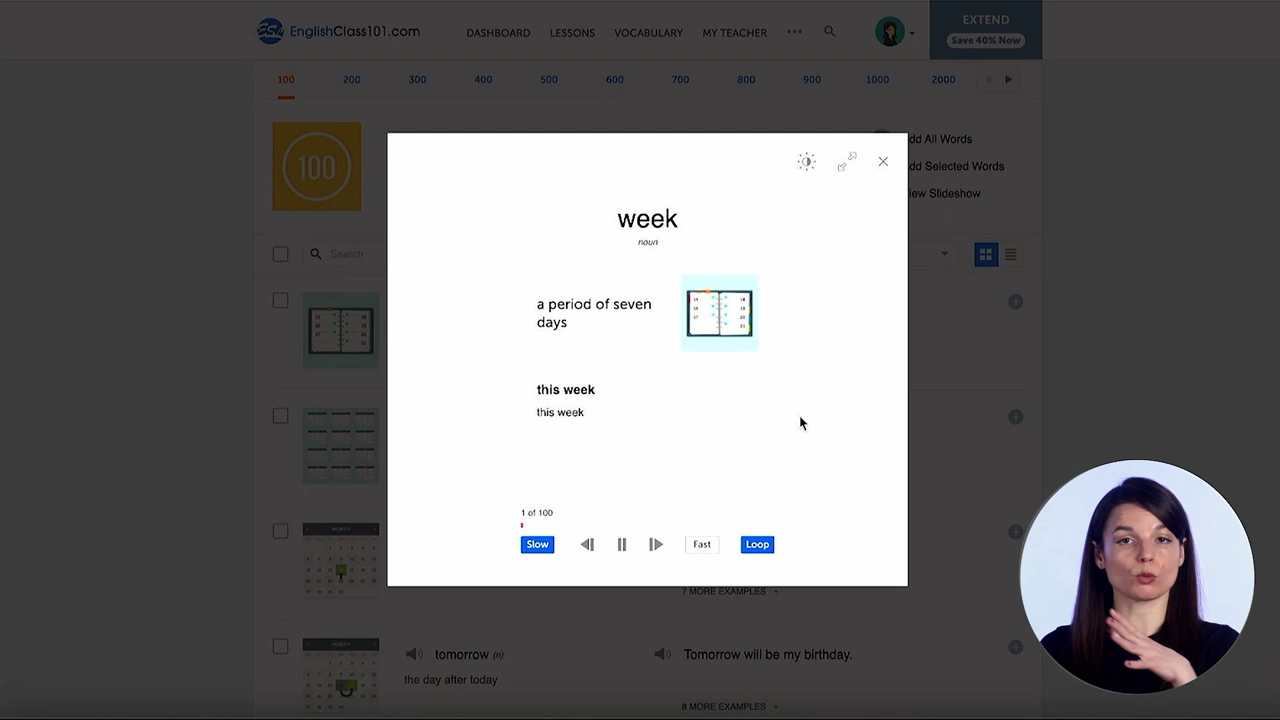 EnglishClass101.com
DASHBOARD LESSONS VOCABULARY MY TEACHER
EXTEND
Save 40% Now
100 200 300 400 500 600 700 800 900 1000 2000
100
dd All Words
dd Selected Words
iew Slideshow
Search
week
noun
a period of seven
days
this week
this week
1 of 100
Slow
Fast
Loop
7 MORE EXAMPLES
MONTH
MONTH
tomorrow (n)
Tomorrow will be my birthday.
the day after today
8 MORE EXAMPLES